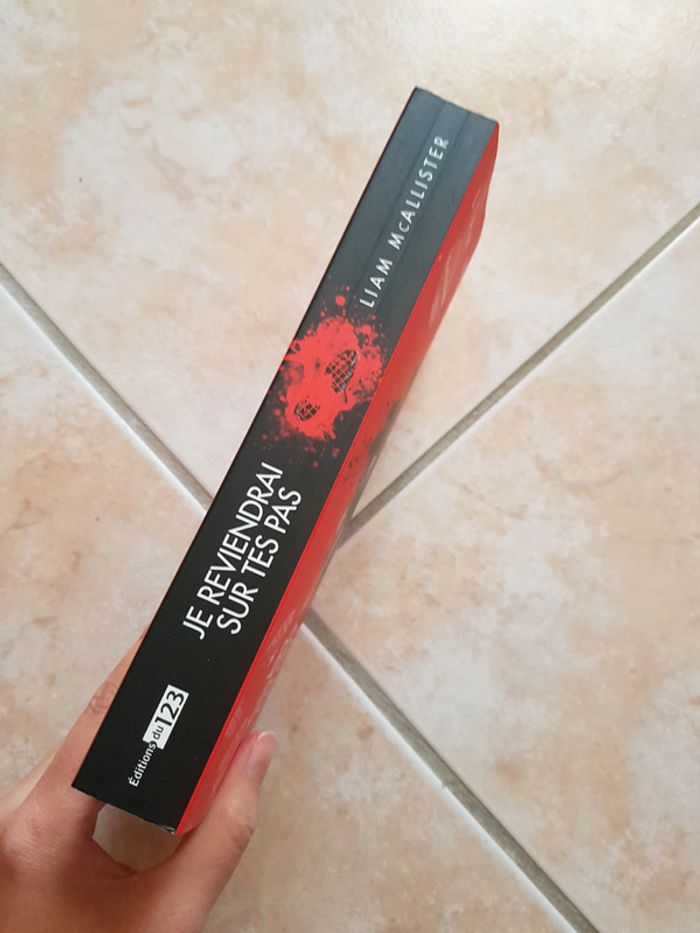 LIAM McALLISTER
JE REVIENDRAI
SUR TES PAS
Éditions du 123